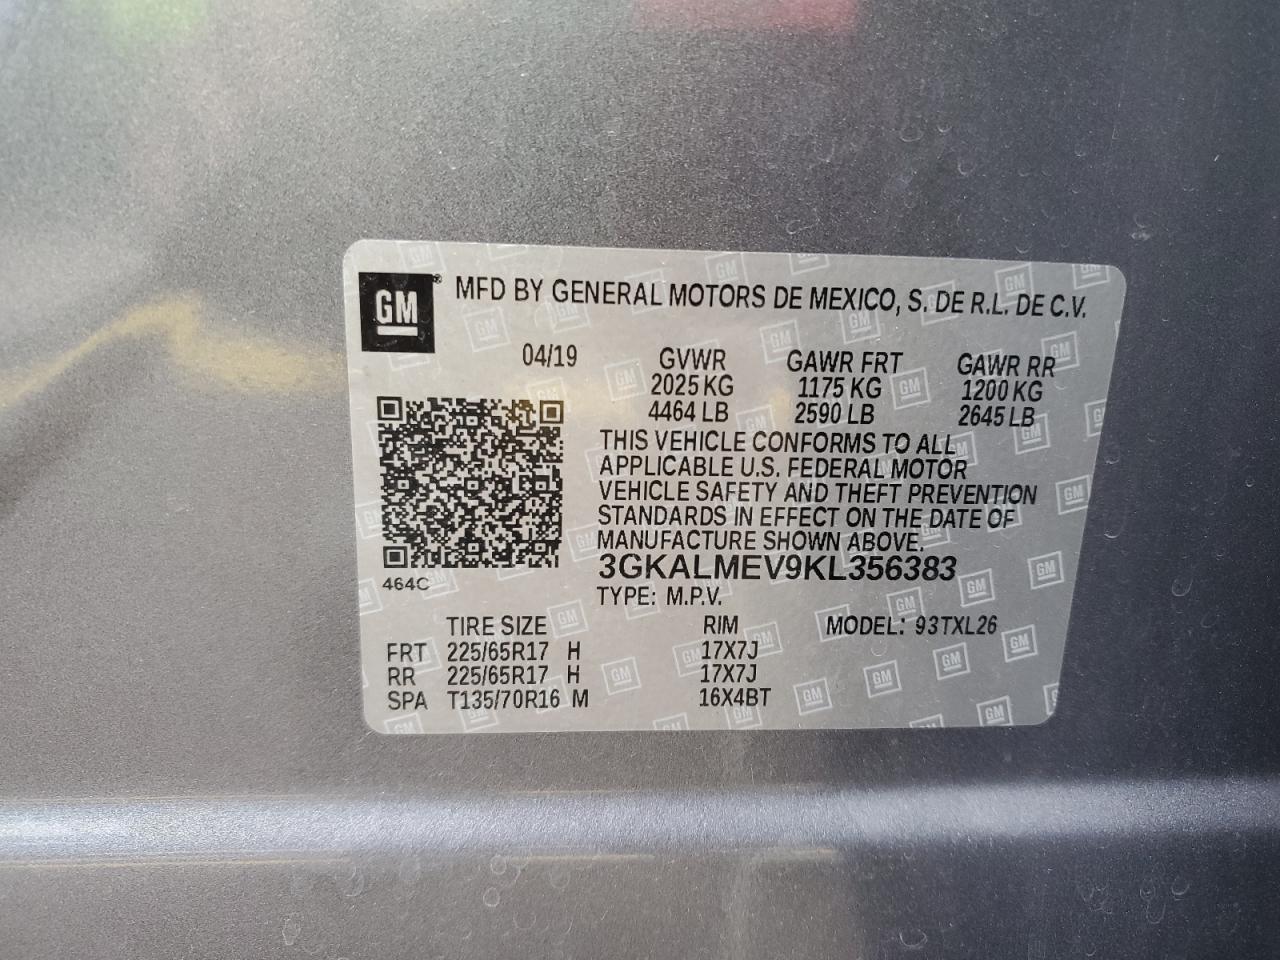 GM® MFD BY GENERAL MOTORS DE MEXICO, S. DE R.L. DE C.V.
04/19 GVWR GAWR FRT GAWR RR
2025 KG 1175 KG 1200 KG
4464 LB 2590 LB 2645 LB
THIS VEHICLE CONFORMS TO ALL
APPLICABLE U.S. FEDERAL MOTOR
VEHICLE SAFETY AND THEFT PREVENTION
STANDARDS IN EFFECT ON THE DATE OF
MANUFACTURE SHOWN ABOVE.
3GKALMEV9KL356383
464C
TYPE: M.P.V.
TIRE SIZE RIM MODEL: 93TXL26
FRT 225/65R17 H 17X7J
RR 225/65R17 H 17X7J
SPA T135/70R16 M 16X4BT